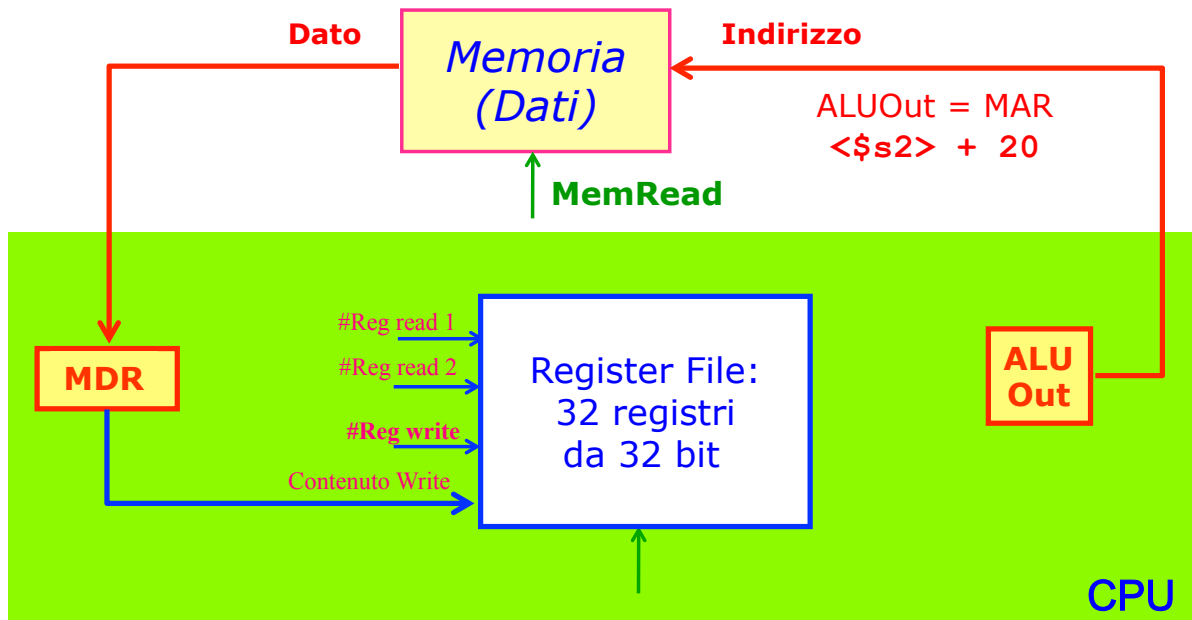 Dato
Memoria
(Dati)
Indirizzo
ALUOut = MAR
<$s2> + 20
MemRead
#Reg read 1
#Reg read 2
#Reg write
Contenuto Write
MDR
Register File:
32 registri
da 32 bit
ALU
Out
CPU